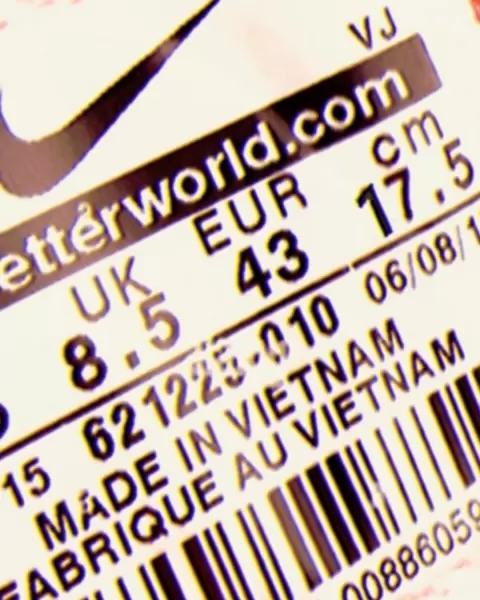 VJ
etterworld.com
UK EUR cm
8.5 43 17.5
06/08/1
621225-010
15 MADE IN VIETNAM
FABRIQUE AU VIETNAM
00886059